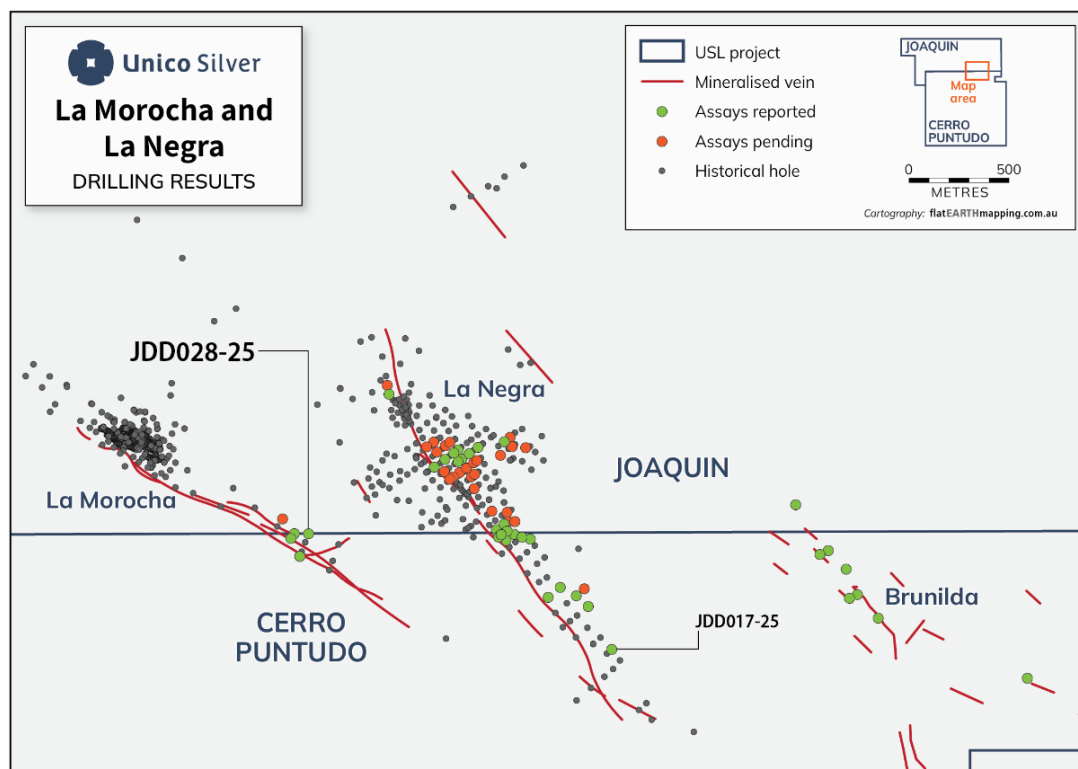 Unico Silver
La Morocha and
La Negra
DRILLING RESULTS
USL project
Mineralised vein
Assays reported
Assays pending
Historical hole
JOAQUIN
Map
area
CERRO
PUNTUDO
0 500
METRES
Cartography: flatEARTHmapping.com.au
JDD028-25
La Negra
JOAQUIN
La Morocha
Brunilda
CERRO
PUNTUDO
JDD017-25